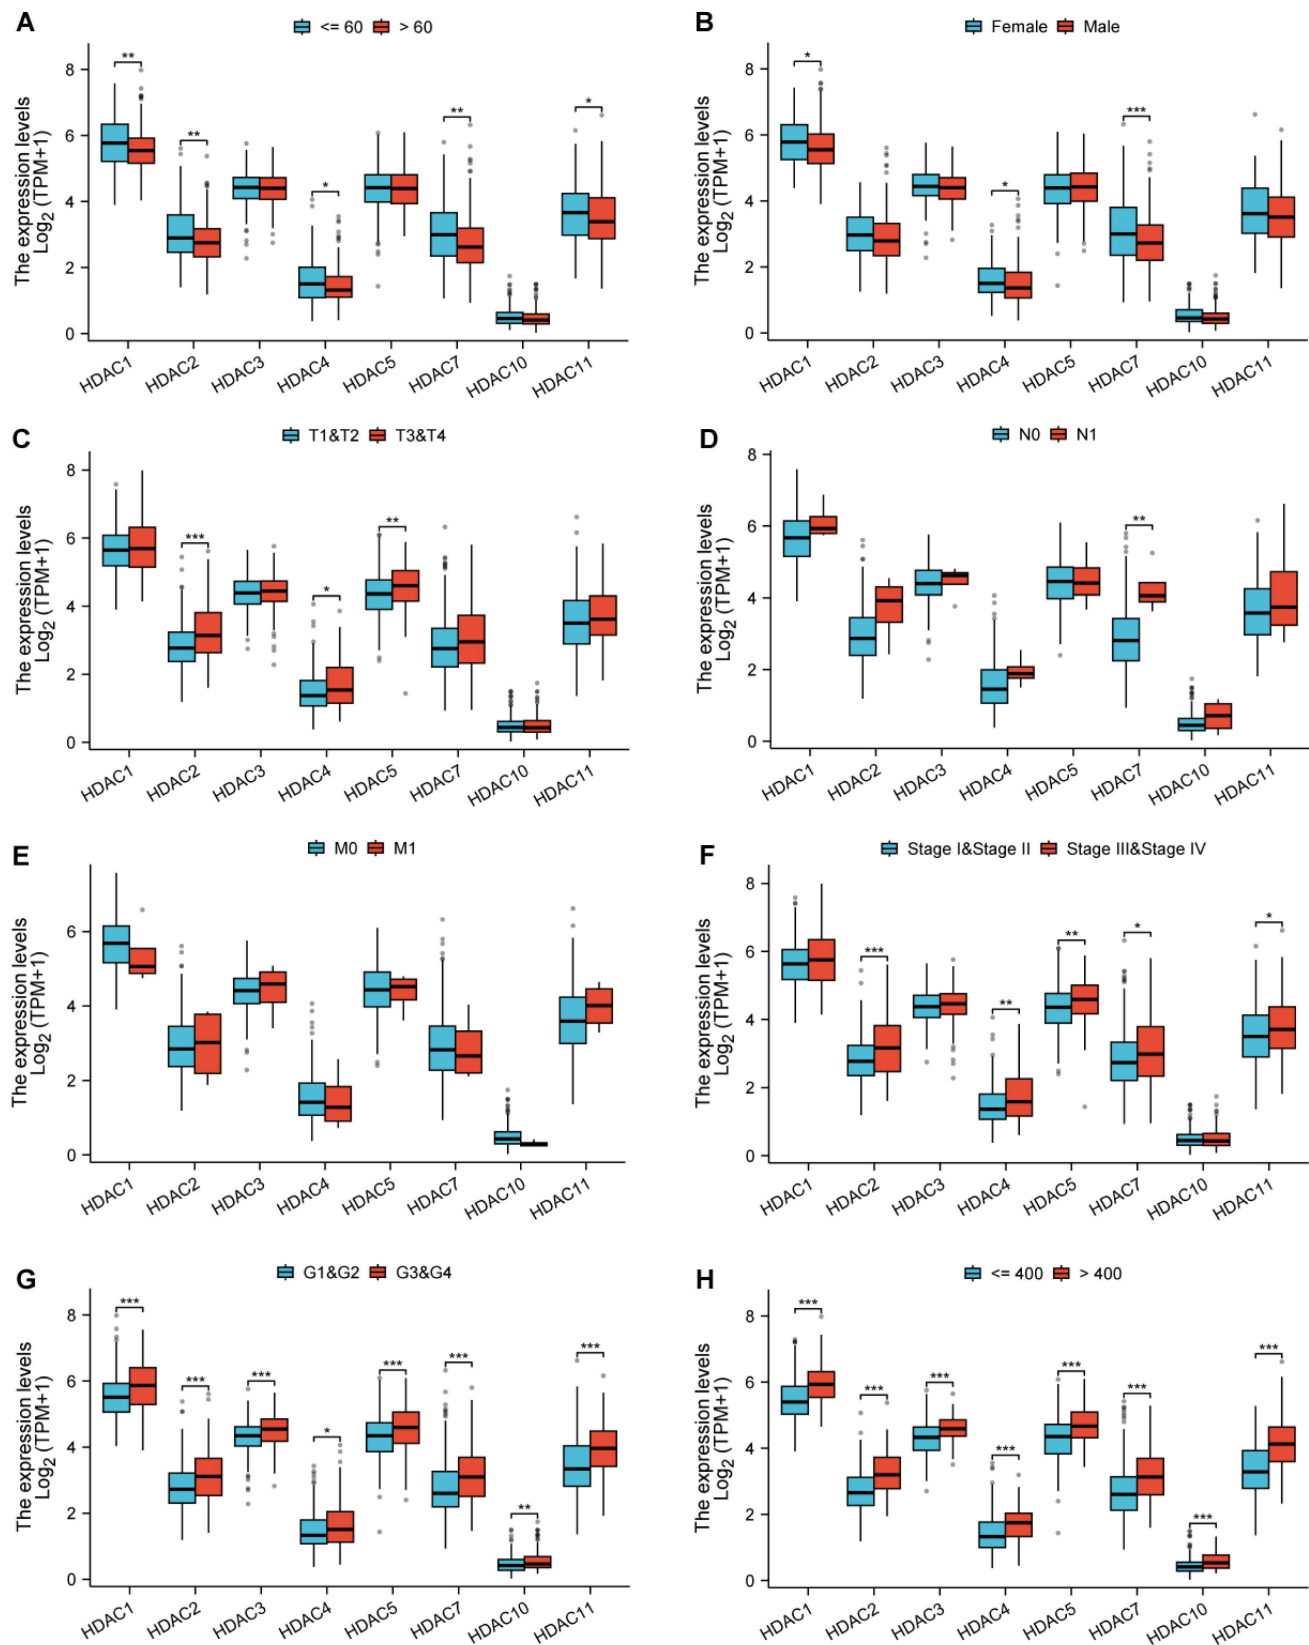 A
<= 60 > 60
The expression levels
Log2 (TPM+1)
8
6
4
2
0
**
**
*
**
*
HDAC1 HDAC2 HDAC3 HDAC4 HDAC5 HDAC7 HDAC10 HDAC11
B
Female Male
The expression levels
Log2 (TPM+1)
8
6
4
2
0
*
*
***
HDAC1 HDAC2 HDAC3 HDAC4 HDAC5 HDAC7 HDAC10 HDAC11
C
T1&T2 T3&T4
The expression levels
Log2 (TPM+1)
8
6
4
2
0
***
*
**
HDAC1 HDAC2 HDAC3 HDAC4 HDAC5 HDAC7 HDAC10 HDAC11
D
N0 N1
The expression levels
Log2 (TPM+1)
8
6
4
2
0
**
HDAC1 HDAC2 HDAC3 HDAC4 HDAC5 HDAC7 HDAC10 HDAC11
E
M0 M1
The expression levels
Log2 (TPM+1)
6
4
2
0
HDAC1 HDAC2 HDAC3 HDAC4 HDAC5 HDAC7 HDAC10 HDAC11
F
Stage I&Stage II Stage III&Stage IV
The expression levels
Log2 (TPM+1)
8
6
4
2
0
***
**
**
*
*
HDAC1 HDAC2 HDAC3 HDAC4 HDAC5 HDAC7 HDAC10 HDAC11
G
G1&G2 G3&G4
The expression levels
Log2 (TPM+1)
8
6
4
2
0
***
***
***
*
***
***
**
***
HDAC1 HDAC2 HDAC3 HDAC4 HDAC5 HDAC7 HDAC10 HDAC11
H
<= 400 > 400
The expression levels
Log2 (TPM+1)
8
6
4
2
0
***
***
***
***
***
***
***
***
HDAC1 HDAC2 HDAC3 HDAC4 HDAC5 HDAC7 HDAC10 HDAC11